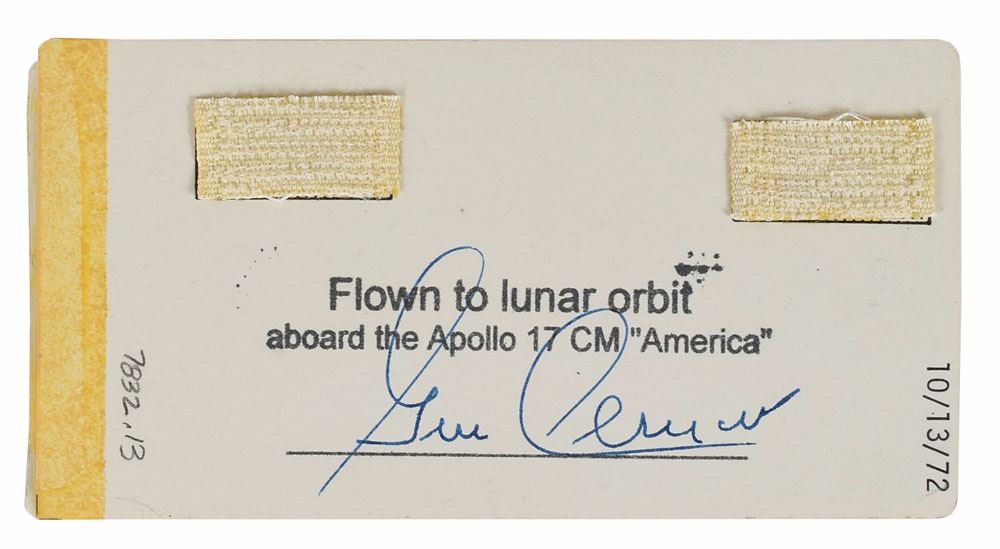 Flown to lunar orbit
aboard the Apollo 17 CM "America"
Gene Cernan
7832.13
10/13/72